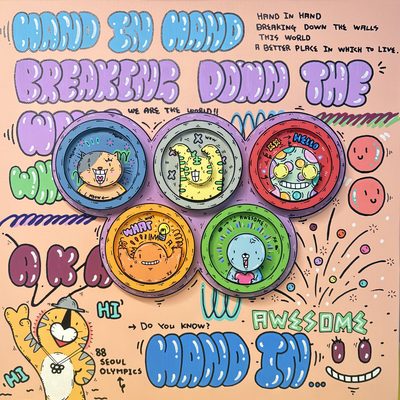 HAND IN HAND
HAND IN HAND
BREAKING DOWN THE WALLS
THIS WORLD
A BETTER PLACE IN WHICH TO LIVE.
BREAKING DOWN THE
WE ARE THE WORLD!!
HELLO
WHAT
AWESOME
AKA
HI
HI
88
SEOUL
OLYMPICS
→ DO YOU KNOW?
AWESOME
HAND IN...